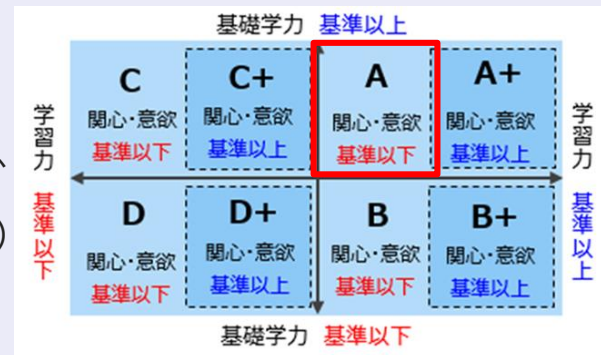 基礎学力 基準以上
C C+ A A+
関心・意欲 関心・意欲 関心・意欲 関心・意欲
基準以下 基準以上 基準以下 基準以上
学習力 基準以下
、
)
学習力 基準以上
D D+ B B+
関心・意欲 関心・意欲 関心・意欲 関心・意欲
基準以下 基準以上 基準以下 基準以上
基礎学力 基準以下